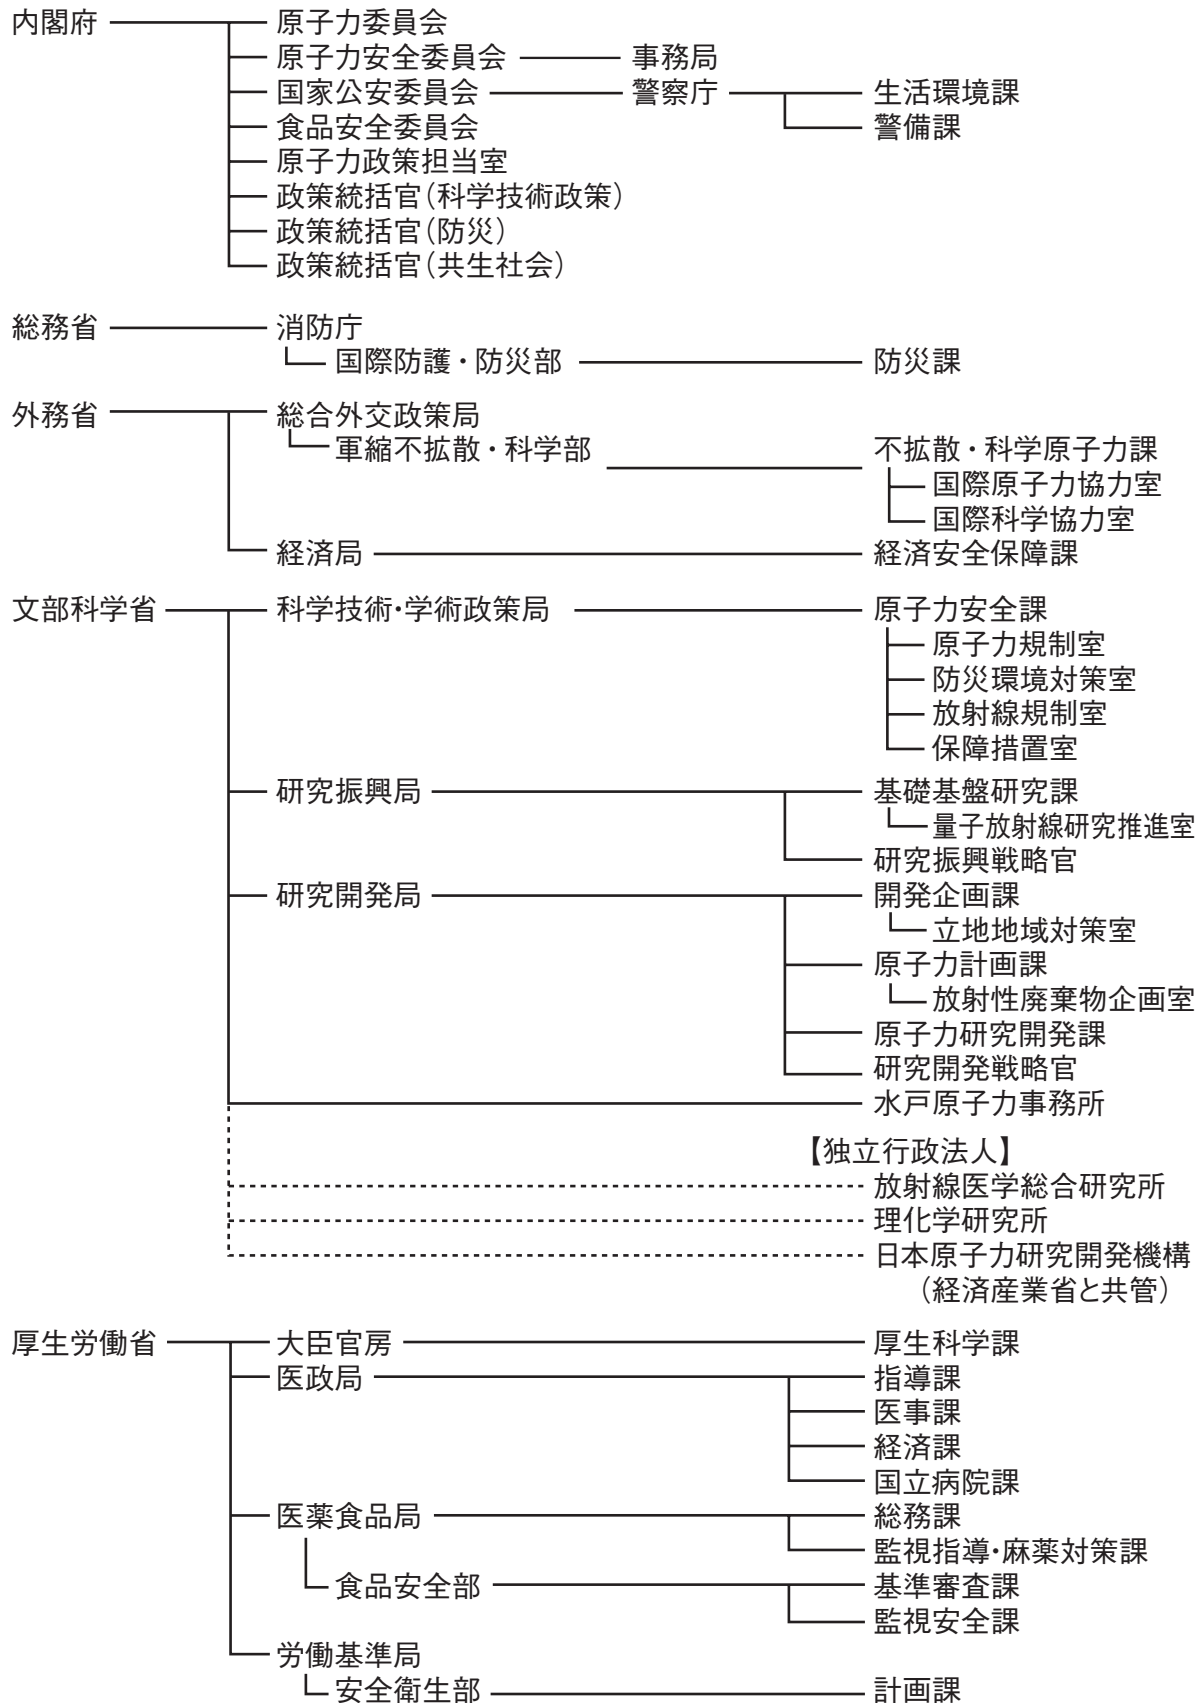 内閣府 原子力委員会
原子力安全委員会 事務局
国家公安委員会 警察庁 生活環境課
食品安全委員会 警備課
原子力政策担当室
政策統括官(科学技術政策)
政策統括官(防災)
政策統括官(共生社会)
総務省 消防庁
国際防護・防災部 防災課
外務省 総合外交政策局
軍縮不拡散・科学部 不拡散・科学原子力課
国際原子力協力室
国際科学協力室
経済局 経済安全保障課
文部科学省 科学技術・学術政策局 原子力安全課
原子力規制室
防災環境対策室
放射線規制室
保障措置室
研究振興局 基礎基盤研究課
量子放射線研究推進室
研究振興戦略官
研究開発局 開発企画課
立地地域対策室
原子力計画課
放射性廃棄物企画室
原子力研究開発課
研究開発戦略官
水戸原子力事務所
【独立行政法人】
放射線医学総合研究所
理化学研究所
日本原子力研究開発機構
(経済産業省と共管)
厚生労働省 大臣官房 厚生科学課
医政局 指導課
医事課
経済課
国立病院課
医薬食品局 総務課
監視指導・麻薬対策課
食品安全部 基準審査課
監視安全課
労働基準局
安全衛生部 計画課